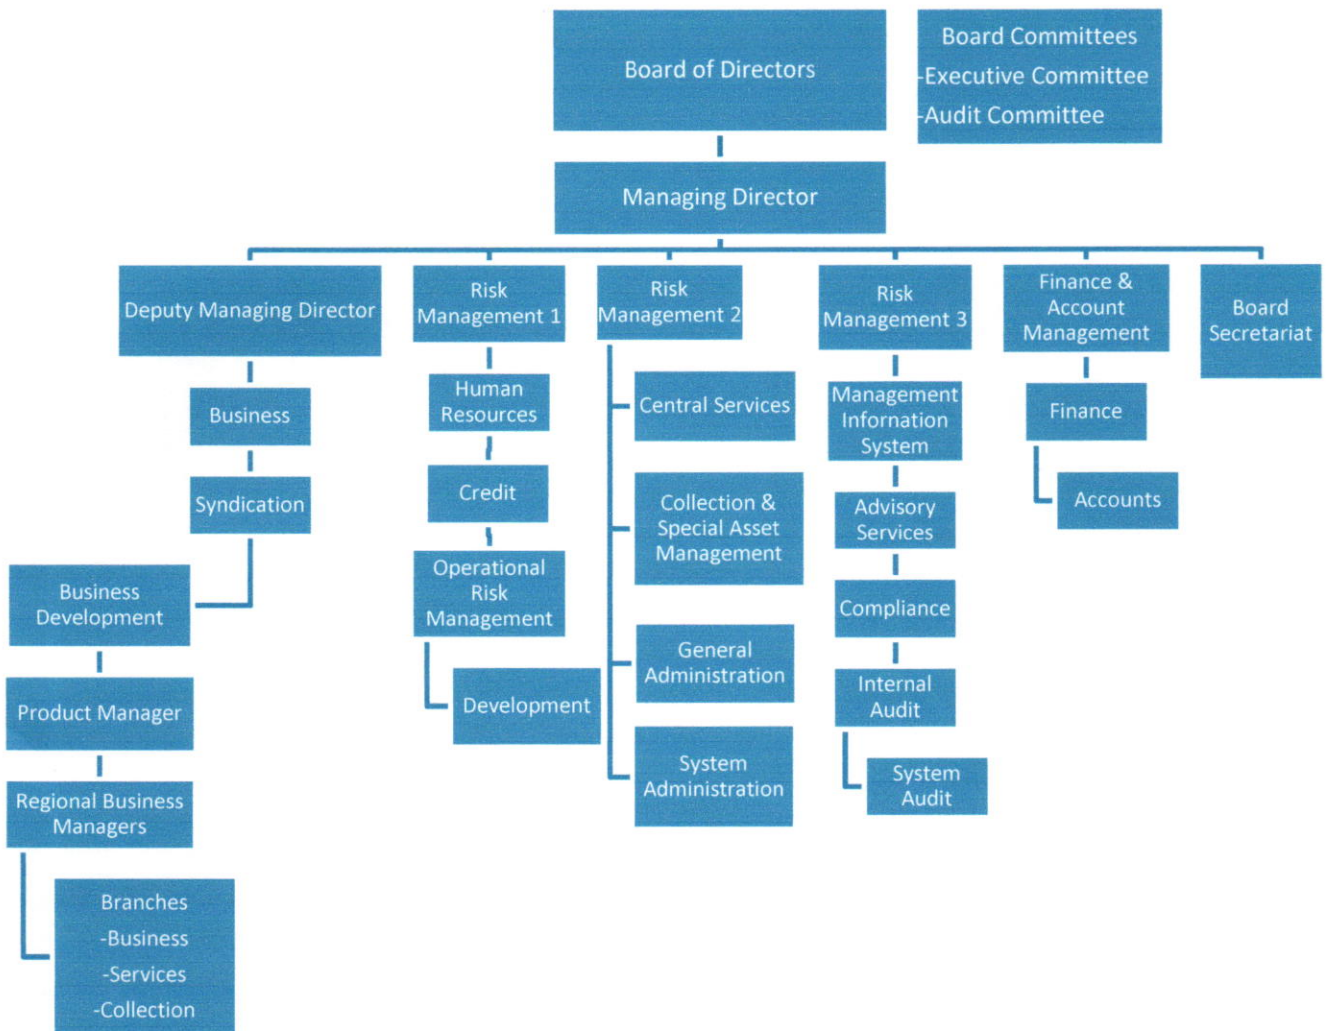 Board of Directors
Board Committees
-Executive Committee
-Audit Committee
Managing Director
Deputy Managing Director
Risk
Management 1
Risk
Management 2
Risk
Management 3
Finance &
Account
Management
Board
Secretariat
Business
Syndication
Business
Development
Product Manager
Regional Business
Managers
Branches
-Business
-Services
-Collection
Human
Resources
Credit
Operational
Risk
Management
Development
Central Services
Collection &
Special Asset
Management
General
Administration
System
Administration
Management
Infornation
System
Advisory
Services
Compliance
Internal
Audit
System
Audit
Finance
Accounts